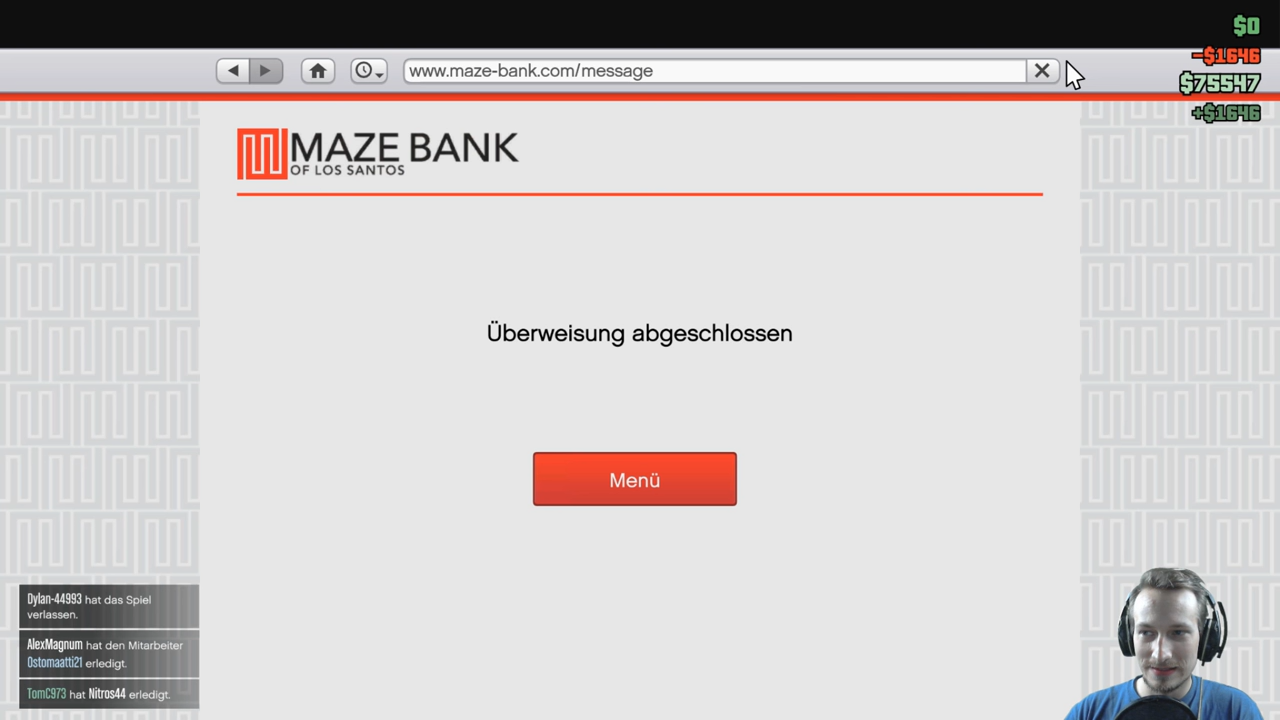 $0
-$1646
www.maze-bank.com/message
$75547
+$1646
MAZE BANK
OF LOS SANTOS
Überweisung abgeschlossen
Menü
Dylan-44993 hat das Spiel
verlassen.
AlexMagnum hat den Mitarbeiter
Ostomaatti21 erledigt.
TomC973 hat Nitros44 erledigt.